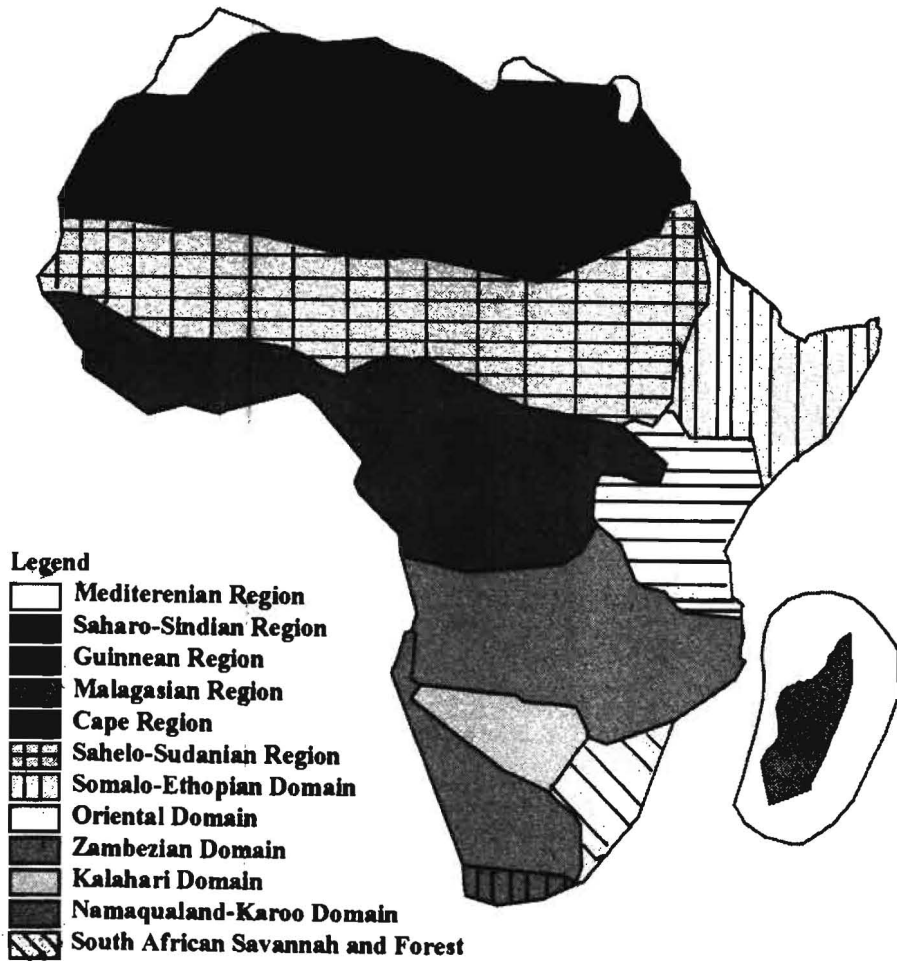 Legend
Mediterenian Region
Saharo-Sindian Region
Guinnean Region
Malagasian Region
Cape Region
Sahelo-Sudanian Region
Somalo-Ethopian Domain
Oriental Domain
Zambezian Domain
Kalahari Domain
Namaqualand-Karoo Domain
South African Savannah and Forest